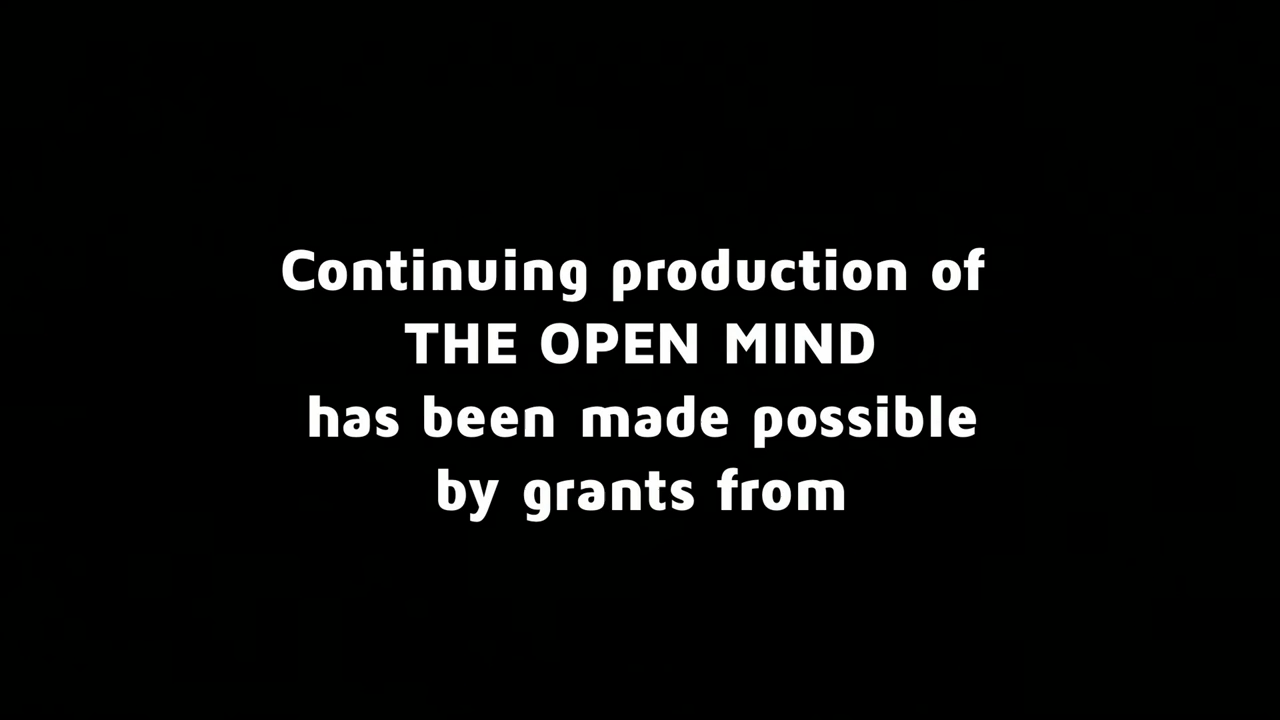 Continuing production of
THE OPEN MIND
has been made possible
by grants from